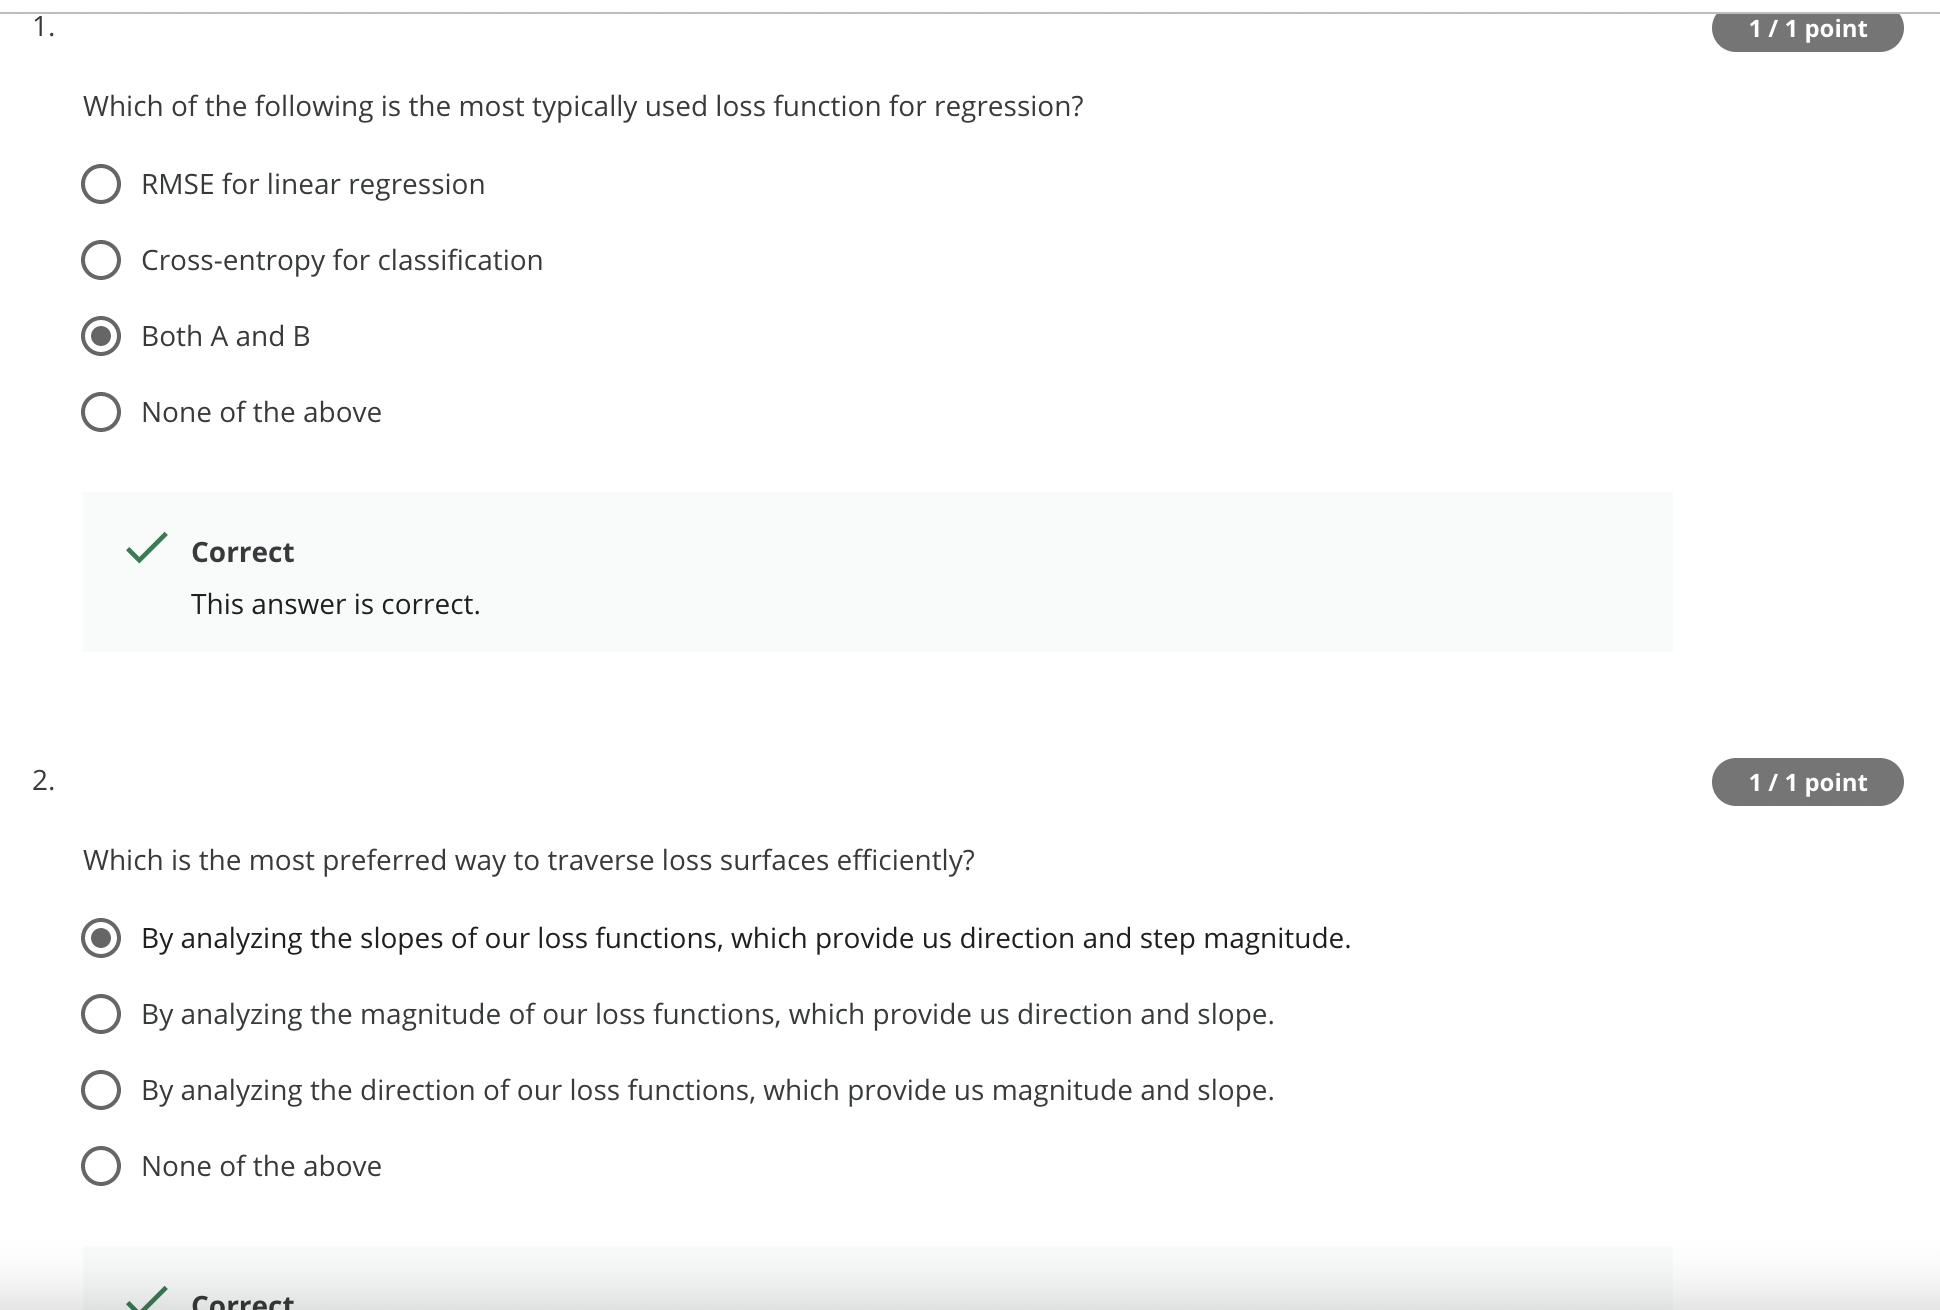 1.
1 / 1 point
Which of the following is the most typically used loss function for regression?
RMSE for linear regression
Cross-entropy for classification
Both A and B
None of the above
Correct
This answer is correct.
2.
1 / 1 point
Which is the most preferred way to traverse loss surfaces efficiently?
By analyzing the slopes of our loss functions, which provide us direction and step magnitude.
By analyzing the magnitude of our loss functions, which provide us direction and slope.
By analyzing the direction of our loss functions, which provide us magnitude and slope.
None of the above
Correct